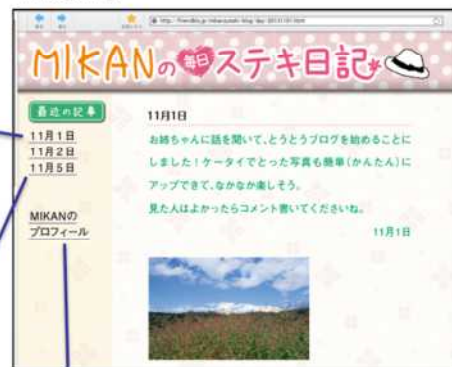 MIKANの毎日ステキ日記
最近の記事
11月1日
11月2日
11月5日
MIKANの
プロフィール
11月1日
お姉ちゃんに話を聞いて、とうとうブログを始めることに
しました！ケータイでとった写真も簡単(かんたん)に
アップできて、なかなか楽しそう。
見た人はよかったらコメント書いてくださいね。
11月1日